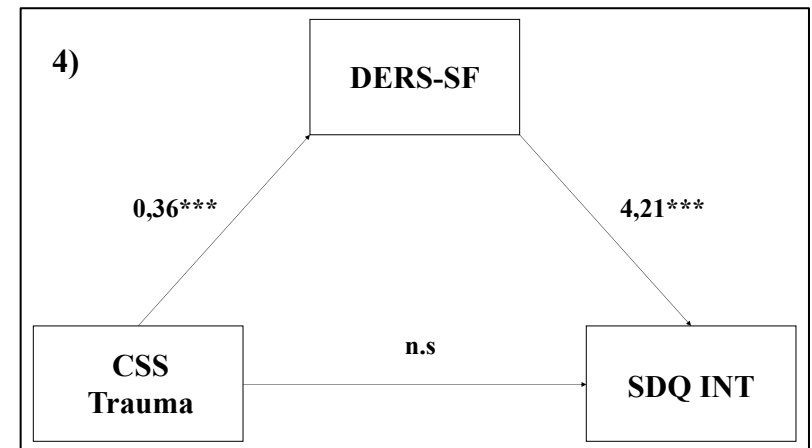 4)
DERS-SF
0,36***
4,21***
n.s
CSS
Trauma
SDQ INT